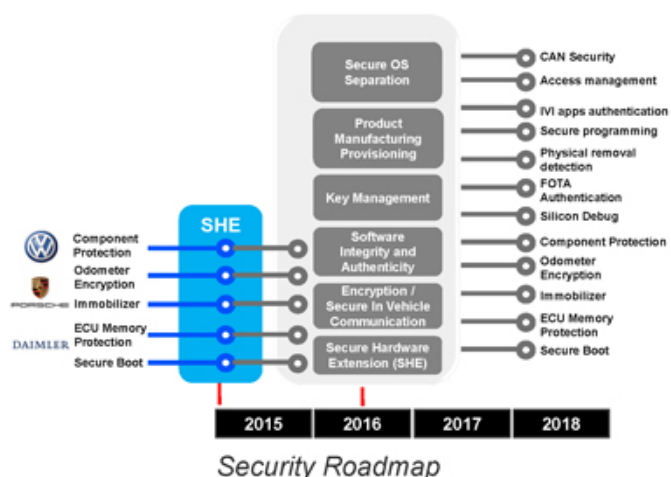 Secure OS
Separation
Product
Manufacturing
Provisioning
Key Management
Software
Integrity and
Authenticity
Encryption /
Secure In Vehicle
Communication
Secure Hardware
Extension (SHE)
SHE
Component
Protection
Odometer
Encryption
PORSCHE
Immobilizer
DAIMLER
ECU Memory
Protection
Secure Boot
CAN Security
Access management
IVI apps authentication
Secure programming
Physical removal
detection
FOTA
Authentication
Silicon Debug
Component Protection
Odometer
Encryption
Immobilizer
ECU Memory
Protection
Secure Boot
2015
2016
2017
2018
Security Roadmap